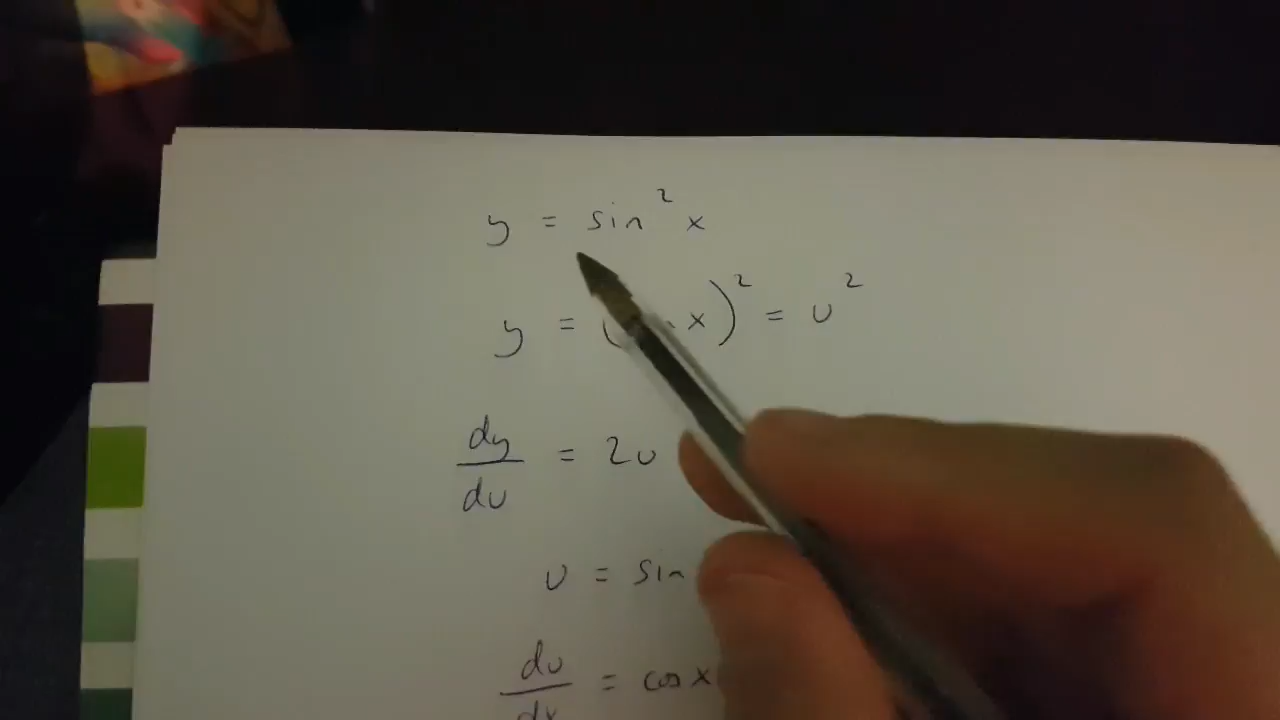 y = sin² x
y = ( x)² = u²
dy/du = 2u
u = sin
du/dx = cos x